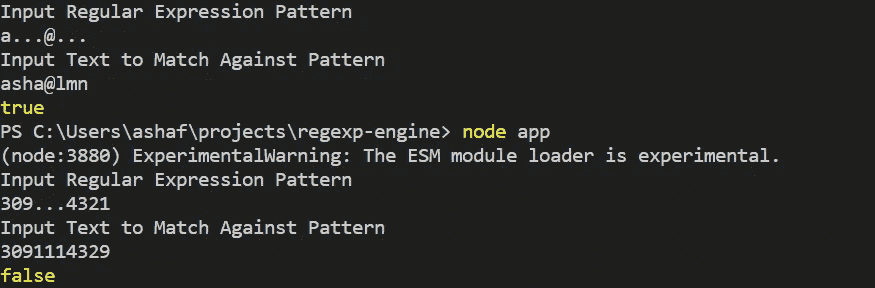 Input Regular Expression Pattern
a...@...
Input Text to Match Against Pattern
asha@lmn
true
PS C:\Users\ashaf\projects\regexp-engine> node app
(node:3880) ExperimentalWarning: The ESM module loader is experimental.
Input Regular Expression Pattern
309...4321
Input Text to Match Against Pattern
3091114329
false